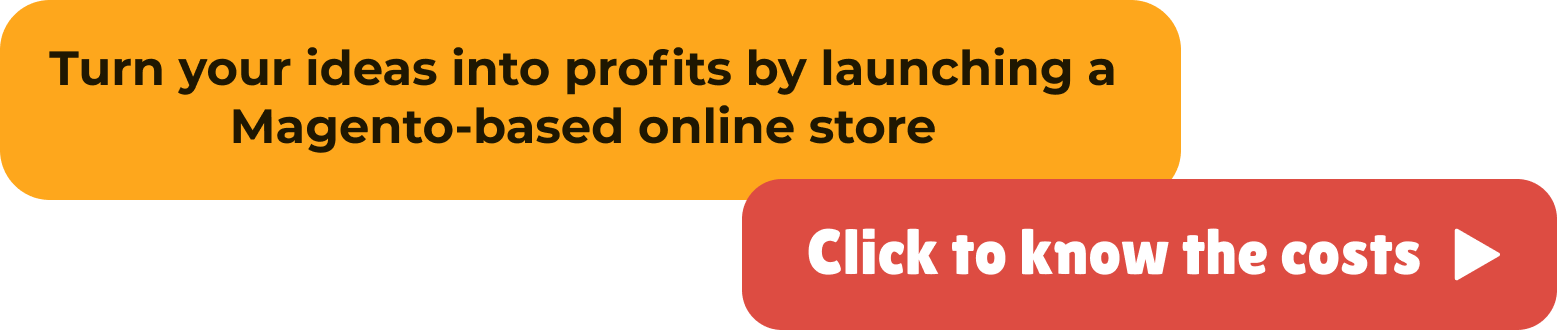 Turn your ideas into profits by launching a
Magento-based online store
Click to know the costs